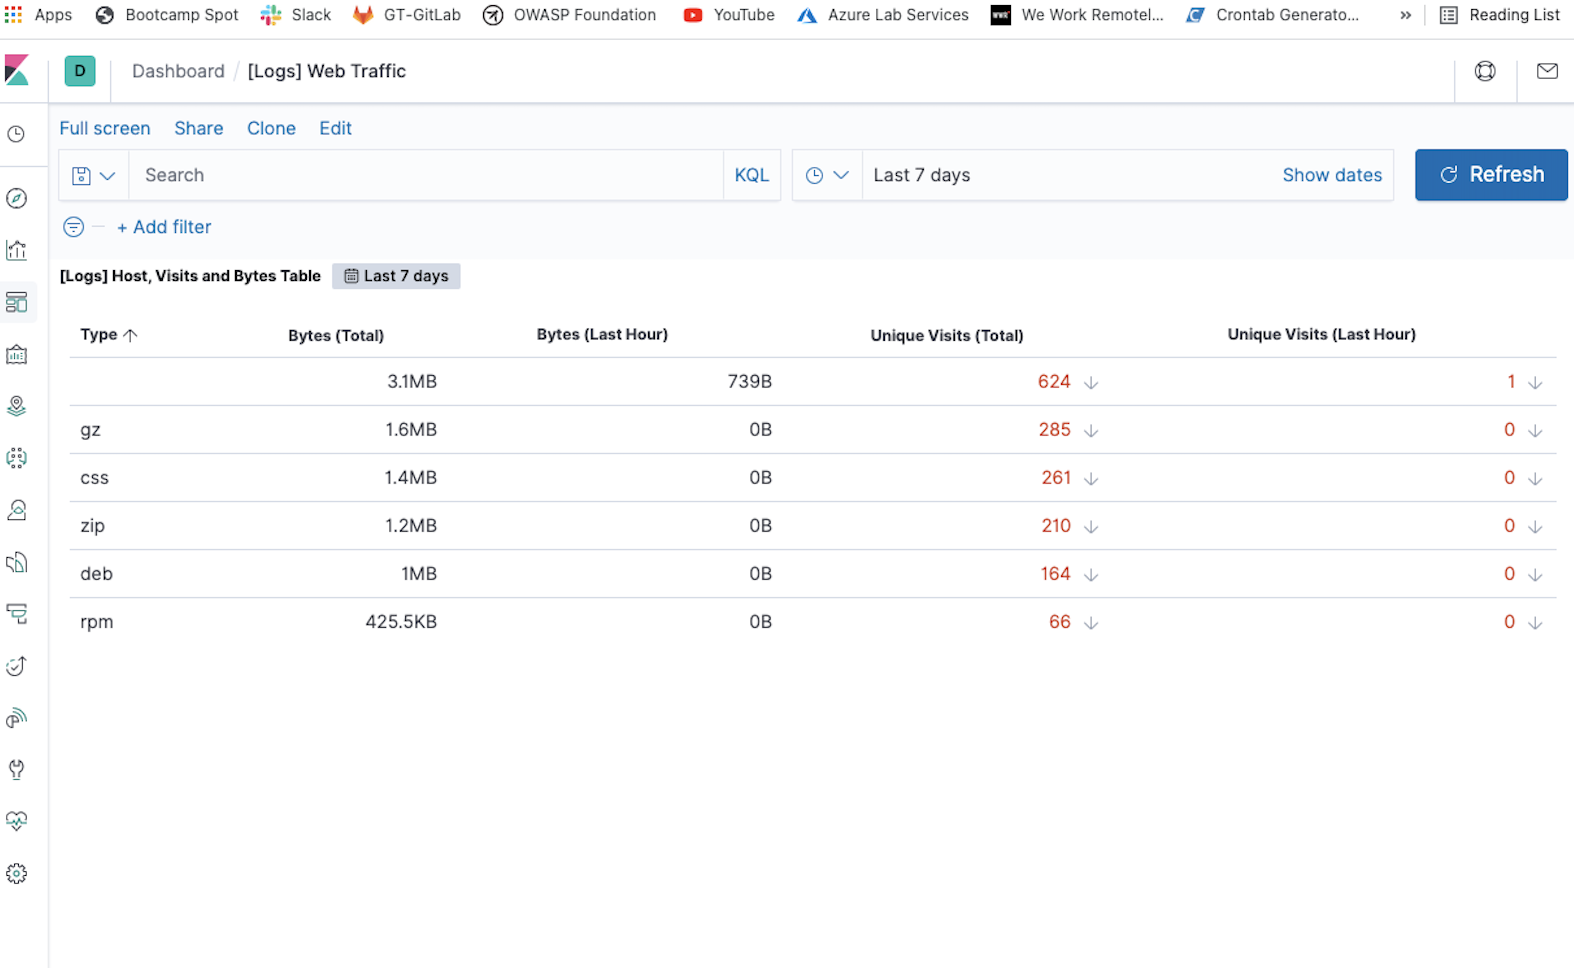 Apps Bootcamp Spot Slack GT-GitLab OWASP Foundation YouTube Azure Lab Services WWR We Work Remotel... Crontab Generato... » Reading List
D Dashboard / [Logs] Web Traffic
Full screen Share Clone Edit
Search KQL Last 7 days Show dates Refresh
+ Add filter
[Logs] Host, Visits and Bytes Table Last 7 days
Type Bytes (Total) Bytes (Last Hour) Unique Visits (Total) Unique Visits (Last Hour)
3.1MB 739B 624 1
gz 1.6MB 0B 285 0
css 1.4MB 0B 261 0
zip 1.2MB 0B 210 0
deb 1MB 0B 164 0
rpm 425.5KB 0B 66 0